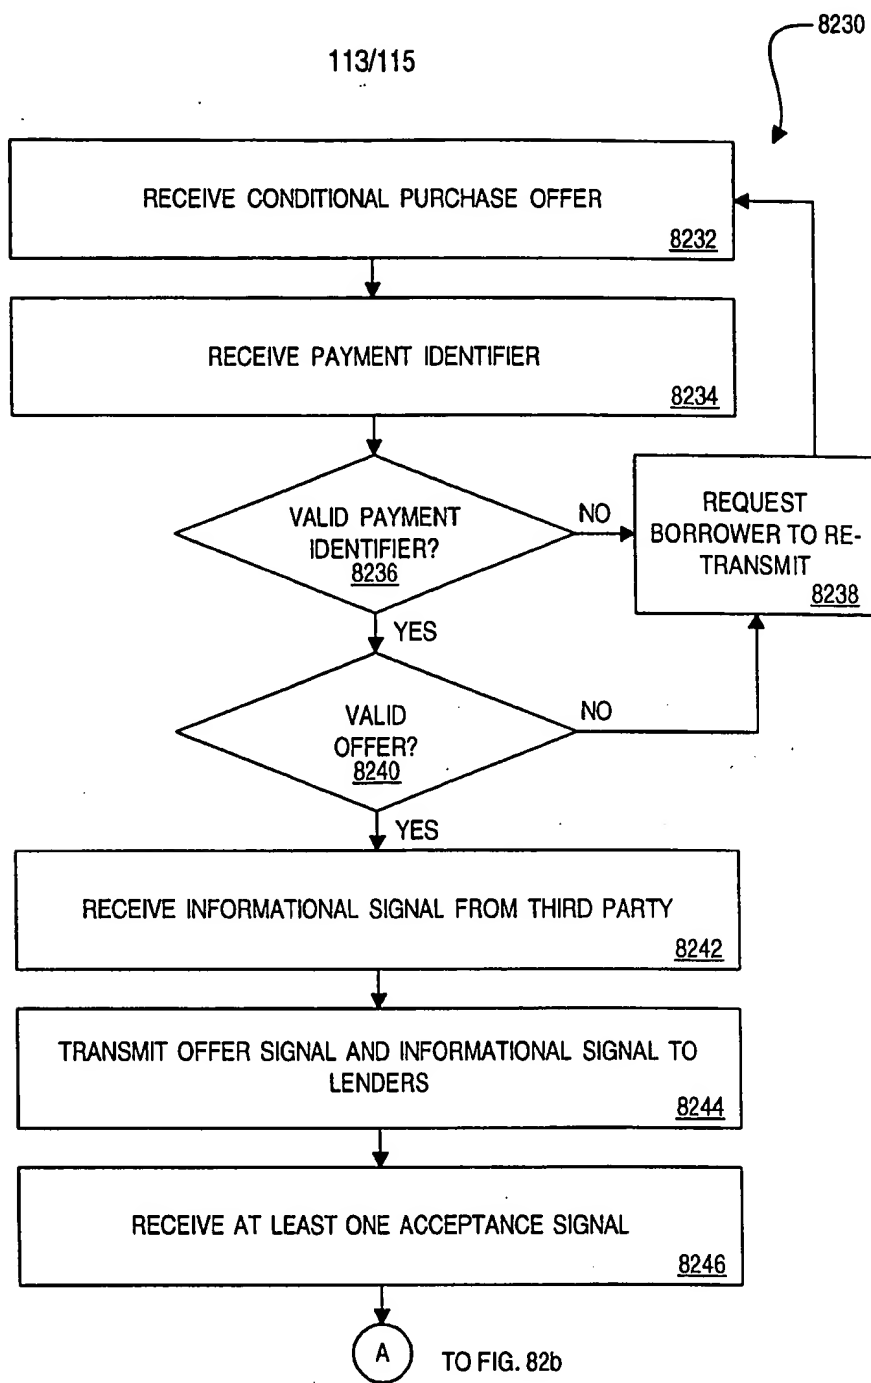 8230
113/115
RECEIVE CONDITIONAL PURCHASE OFFER
8232
RECEIVE PAYMENT IDENTIFIER
8234
VALID PAYMENT
IDENTIFIER?
8236
NO
REQUEST
BORROWER TO RE-
TRANSMIT
8238
YES
VALID
OFFER?
8240
NO
YES
RECEIVE INFORMATIONAL SIGNAL FROM THIRD PARTY
8242
TRANSMIT OFFER SIGNAL AND INFORMATIONAL SIGNAL TO
LENDERS
8244
RECEIVE AT LEAST ONE ACCEPTANCE SIGNAL
8246
A
TO FIG. 82b